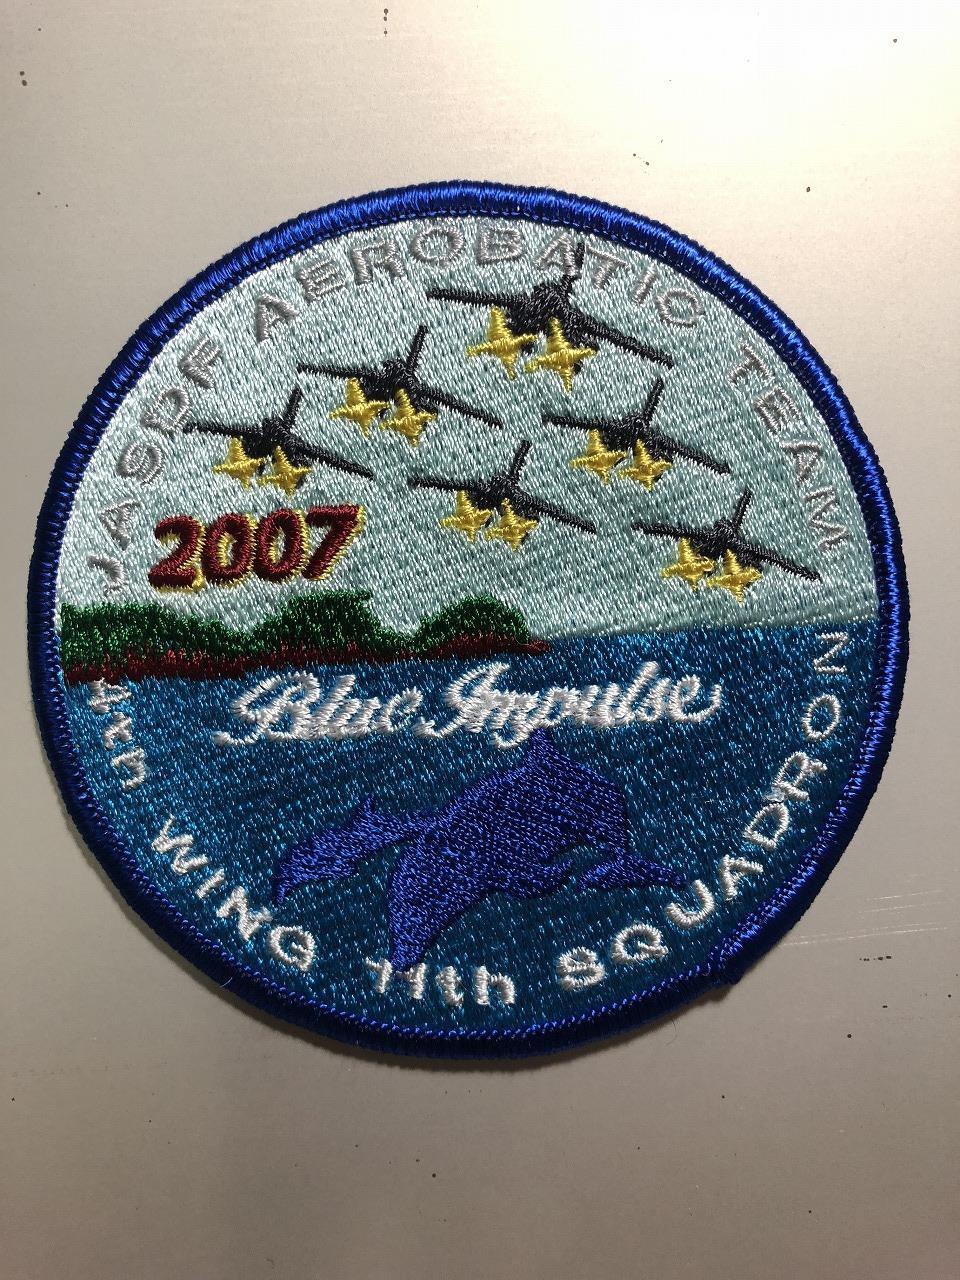 JASDF AEROBATIC TEAM
2007
Blue Impulse
4th WING 11th SQUADRON